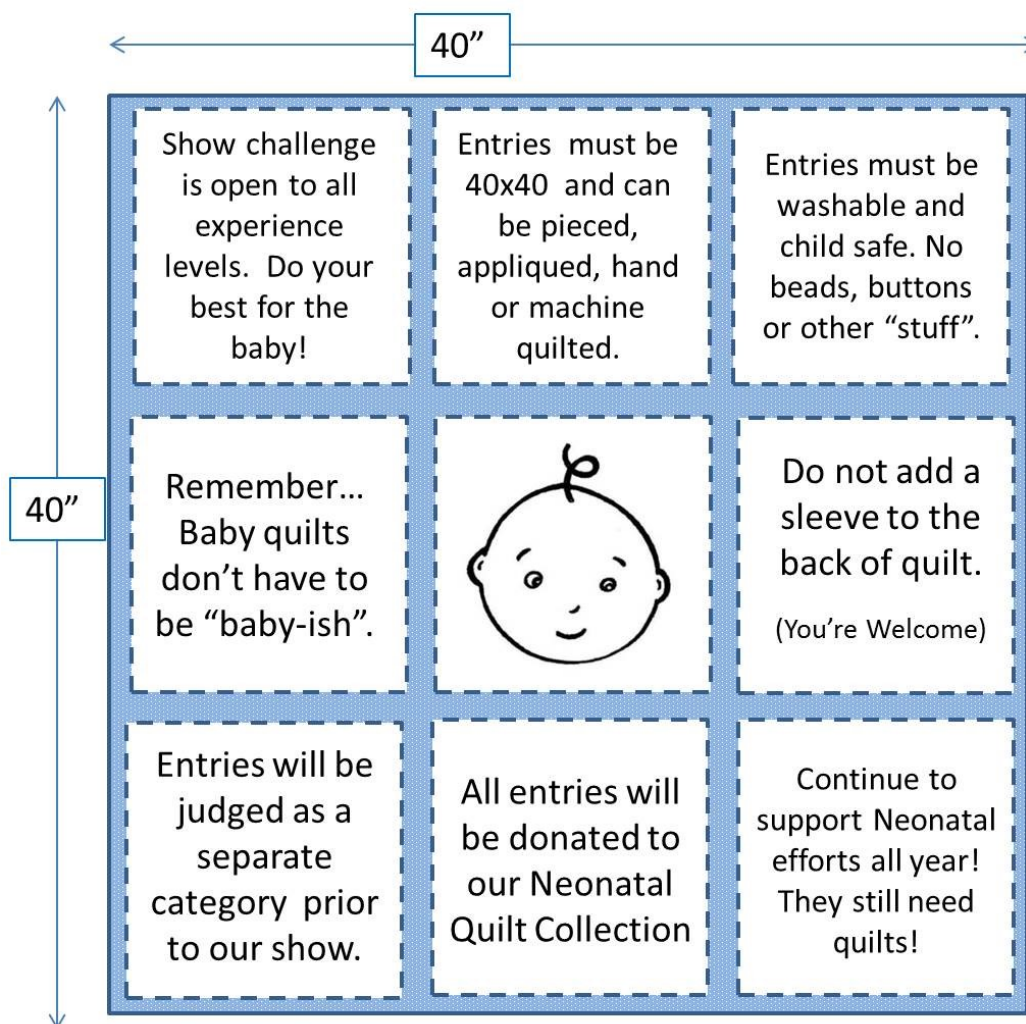 40”
Show challenge
is open to all
experience
levels. Do your
best for the
baby!
Entries must be
40x40 and can
be pieced,
appliqued, hand
or machine
quilted.
Entries must be
washable and
child safe. No
beads, buttons
or other “stuff”.
40”
Remember...
Baby quilts
don’t have to
be “baby-ish”.
Do not add a
sleeve to the
back of quilt.
(You’re Welcome)
Entries will be
judged as a
separate
category prior
to our show.
All entries will
be donated to
our Neonatal
Quilt Collection
Continue to
support Neonatal
efforts all year!
They still need
quilts!